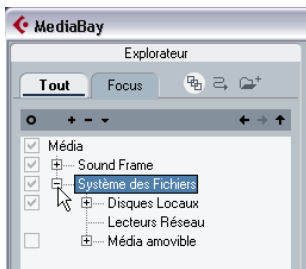 MediaBay
Explorateur
Tout Focus
Média
Sound Frame
Système des Fichiers
Disques Locaux
Lecteurs Réseau
Média amovible